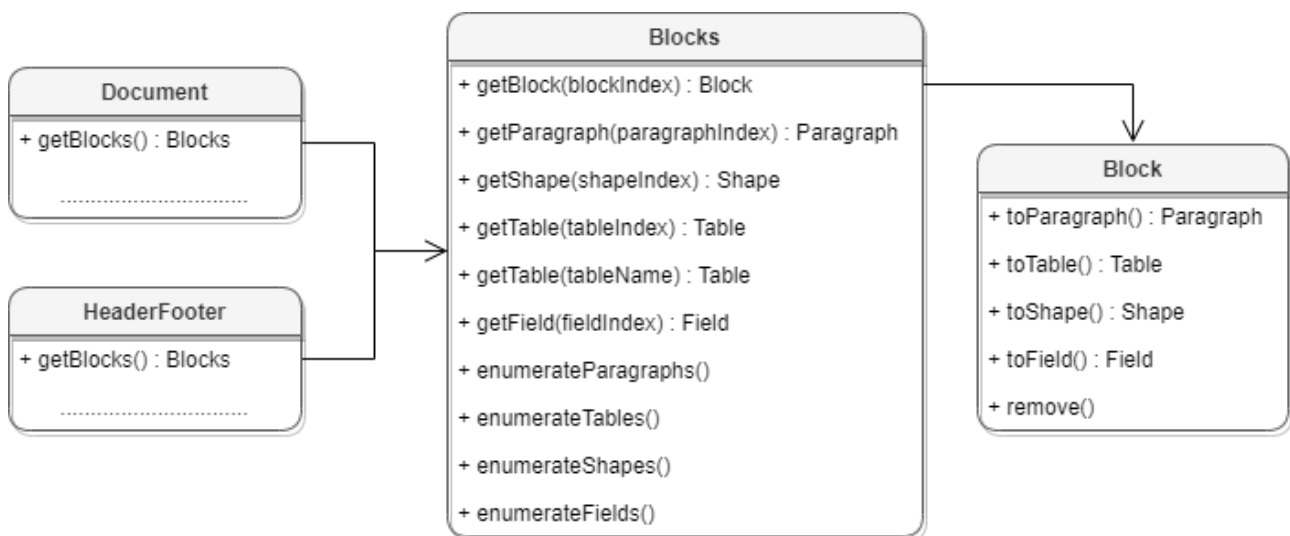 Document
+ getBlocks() : Blocks
..............................
HeaderFooter
+ getBlocks() : Blocks
..............................
Blocks
+ getBlock(blockIndex) : Block
+ getParagraph(paragraphIndex) : Paragraph
+ getShape(shapeIndex) : Shape
+ getTable(tableIndex) : Table
+ getTable(tableName) : Table
+ getField(fieldIndex) : Field
+ enumerateParagraphs()
+ enumerateTables()
+ enumerateShapes()
+ enumerateFields()
Block
+ toParagraph() : Paragraph
+ toTable() : Table
+ toShape() : Shape
+ toField() : Field
+ remove()